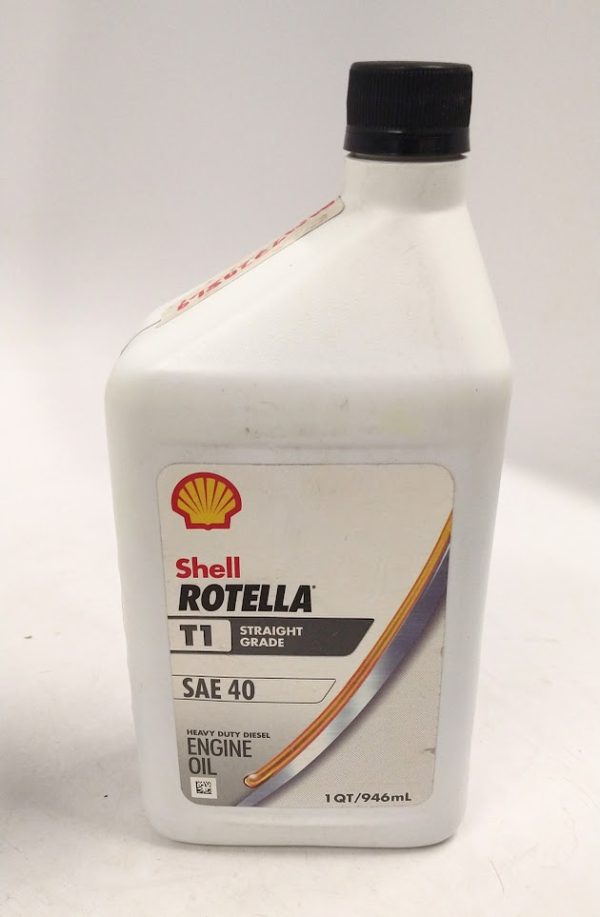 Shell
ROTELLA®
T1 STRAIGHT
GRADE
SAE 40
HEAVY DUTY DIESEL
ENGINE
OIL
1 QT/946mL